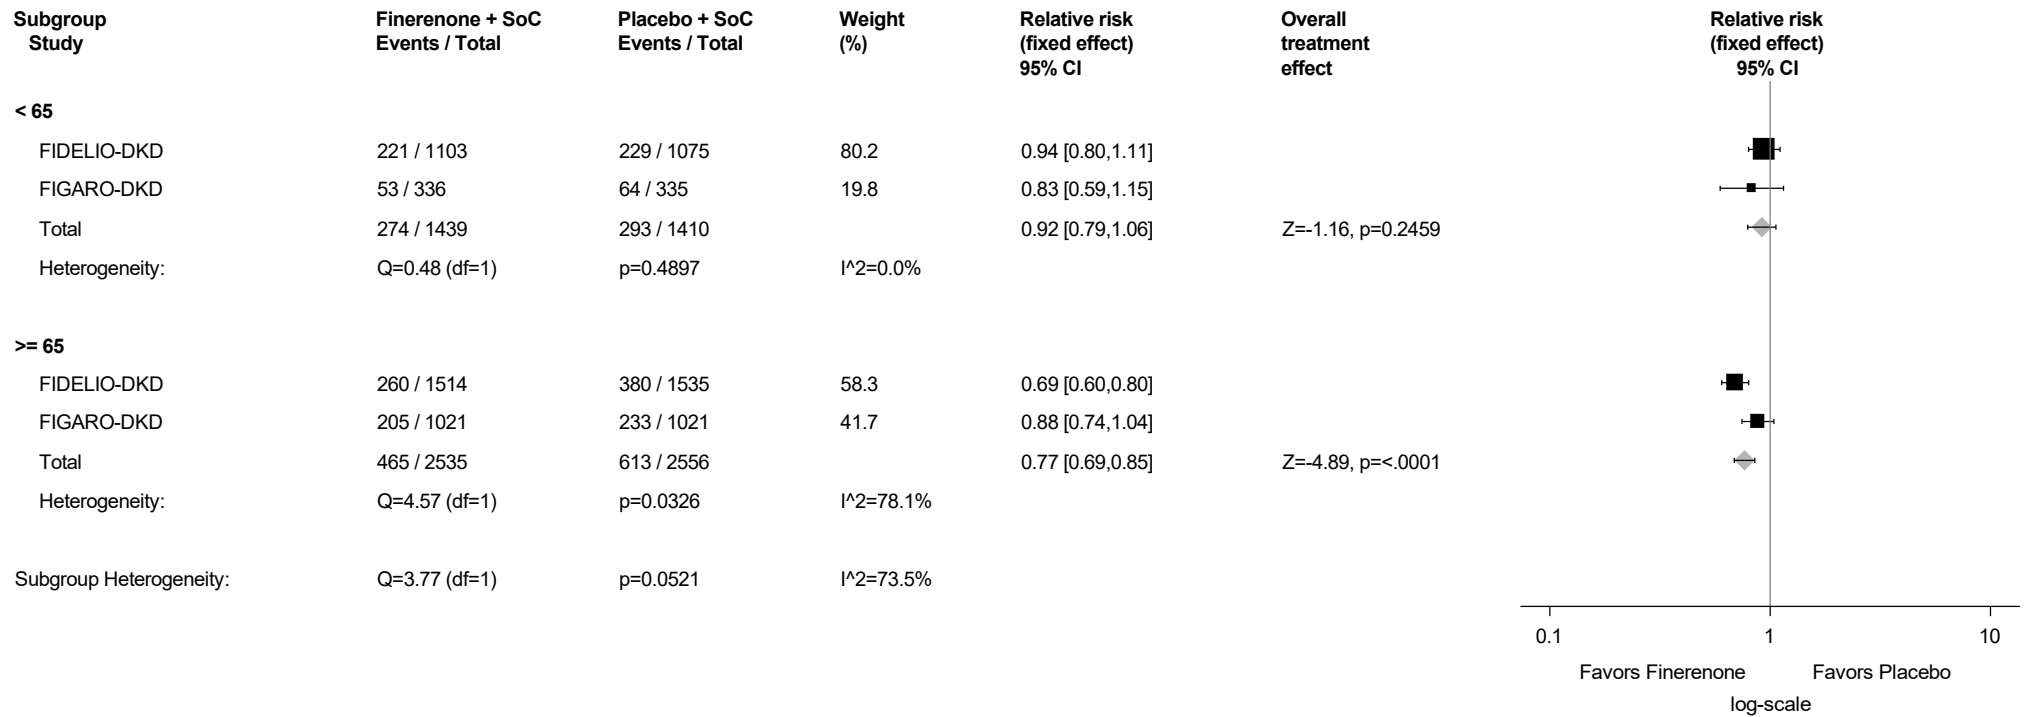 Subgroup Finerenone + SoC Placebo + SoC Weight Relative risk Overall Relative risk
Study Events / Total Events / Total (%) (fixed effect) treatment (fixed effect)
95% CI effect 95% CI
< 65
FIDELIO-DKD 221 / 1103 229 / 1075 80.2 0.94 [0.80,1.11]
FIGARO-DKD 53 / 336 64 / 335 19.8 0.83 [0.59,1.15]
Total 274 / 1439 293 / 1410 0.92 [0.79,1.06] Z=-1.16, p=0.2459
Heterogeneity: Q=0.48 (df=1) p=0.4897 I^2=0.0%
>= 65
FIDELIO-DKD 260 / 1514 380 / 1535 58.3 0.69 [0.60,0.80]
FIGARO-DKD 205 / 1021 233 / 1021 41.7 0.88 [0.74,1.04]
Total 465 / 2535 613 / 2556 0.77 [0.69,0.85] Z=-4.89, p=<.0001
Heterogeneity: Q=4.57 (df=1) p=0.0326 I^2=78.1%
Subgroup Heterogeneity: Q=3.77 (df=1) p=0.0521 I^2=73.5%
0.1 1 10
Favors Finerenone Favors Placebo
log-scale